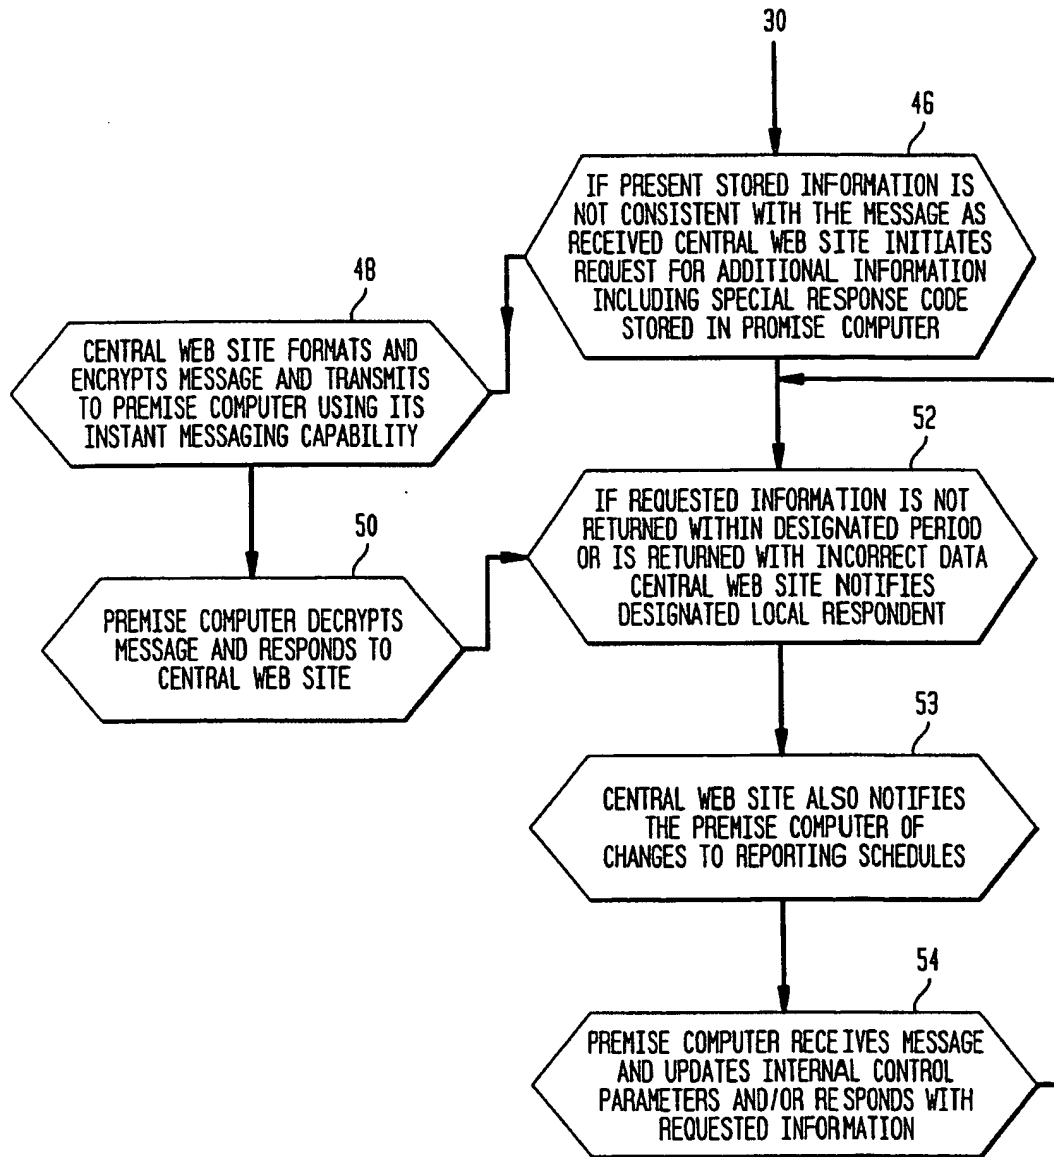 30
46
IF PRESENT STORED INFORMATION IS
NOT CONSISTENT WITH THE MESSAGE AS
RECEIVED CENTRAL WEB SITE INITIATES
REQUEST FOR ADDITIONAL INFORMATION
INCLUDING SPECIAL RESPONSE CODE
STORED IN PROMISE COMPUTER
48
CENTRAL WEB SITE FORMATS AND
ENCRYPTS MESSAGE AND TRANSMITS
TO PREMISE COMPUTER USING ITS
INSTANT MESSAGING CAPABILITY
50
PREMISE COMPUTER DECRYPTS
MESSAGE AND RESPONDS TO
CENTRAL WEB SITE
52
IF REQUESTED INFORMATION IS NOT
RETURNED WITHIN DESIGNATED PERIOD
OR IS RETURNED WITH INCORRECT DATA
CENTRAL WEB SITE NOTIFIES
DESIGNATED LOCAL RESPONDENT
53
CENTRAL WEB SITE ALSO NOTIFIES
THE PREMISE COMPUTER OF
CHANGES TO REPORTING SCHEDULES
54
PREMISE COMPUTER RECEIVES MESSAGE
AND UPDATES INTERNAL CONTROL
PARAMETERS AND/OR RESPONDS WITH
REQUESTED INFORMATION